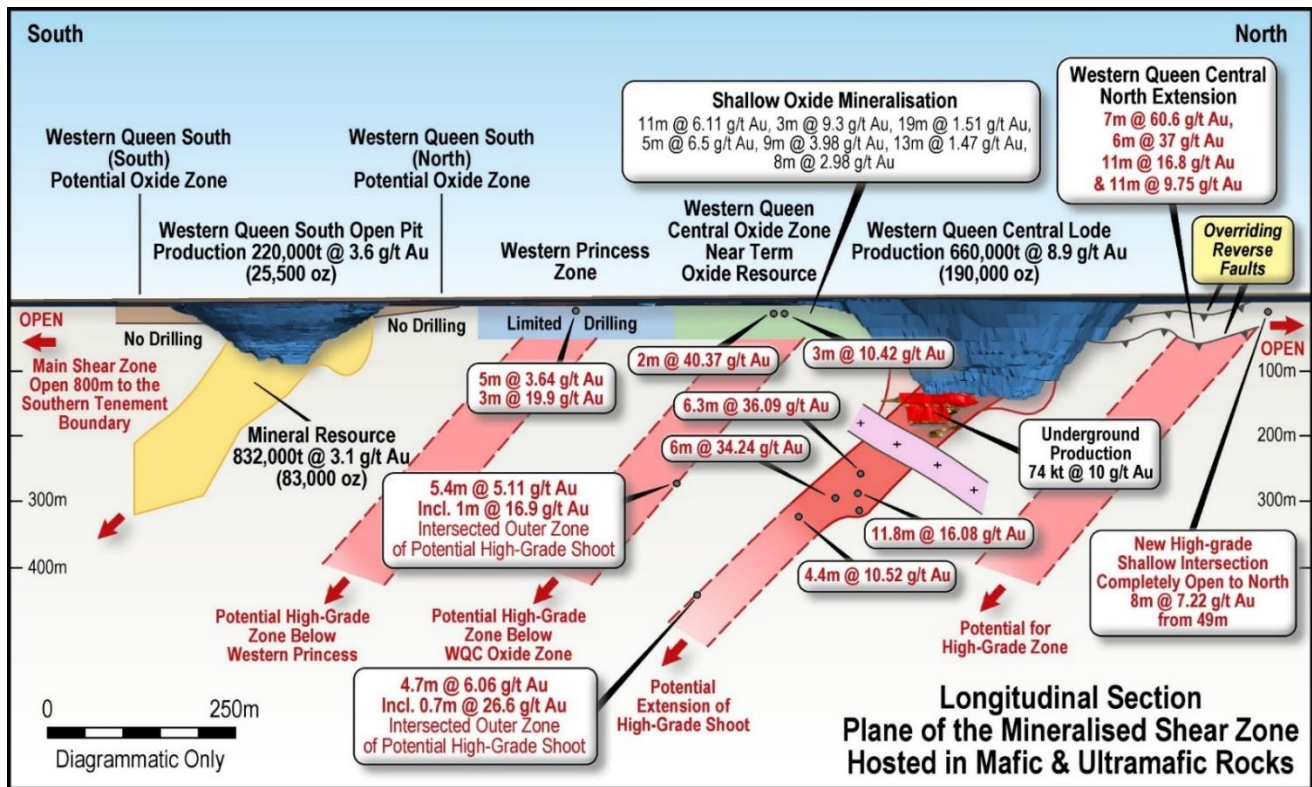 South
North
Western Queen South
(South)
Potential Oxide Zone
Western Queen South
(North)
Potential Oxide Zone
Western Queen South Open Pit
Production 220,000t @ 3.6 g/t Au
(25,500 oz)
Western Princess
Zone
Shallow Oxide Mineralisation
11m @ 6.11 g/t Au, 3m @ 9.3 g/t Au, 19m @ 1.51 g/t Au,
5m @ 6.5 g/t Au, 9m @ 3.98 g/t Au, 13m @ 1.47 g/t Au,
8m @ 2.98 g/t Au
Western Queen
Central Oxide Zone
Near Term
Oxide Resource
Western Queen Central Lode
Production 660,000t @ 8.9 g/t Au
(190,000 oz)
Western Queen Central
North Extension
7m @ 60.6 g/t Au,
6m @ 37 g/t Au
11m @ 16.8 g/t Au
& 11m @ 9.75 g/t Au
Overriding
Reverse
Faults
OPEN
No Drilling
No Drilling
Limited Drilling
OPEN
Main Shear Zone
Open 800m to the
Southern Tenement
Boundary
Mineral Resource
832,000t @ 3.1 g/t Au
(83,000 oz)
5m @ 3.64 g/t Au
3m @ 19.9 g/t Au
2m @ 40.37 g/t Au
3m @ 10.42 g/t Au
6.3m @ 36.09 g/t Au
6m @ 34.24 g/t Au
Underground
Production
74 kt @ 10 g/t Au
100m
200m
300m
300m
400m
400m
5.4m @ 5.11 g/t Au
Incl. 1m @ 16.9 g/t Au
Intersected Outer Zone
of Potential High-Grade Shoot
11.8m @ 16.08 g/t Au
4.4m @ 10.52 g/t Au
New High-grade
Shallow Intersection
Completely Open to North
8m @ 7.22 g/t Au
from 49m
Potential High-Grade
Zone Below
Western Princess
Potential High-Grade
Zone Below
WQC Oxide Zone
Potential for
High-Grade Zone
4.7m @ 6.06 g/t Au
Incl. 0.7m @ 26.6 g/t Au
Intersected Outer Zone
of Potential High-Grade Shoot
Potential
Extension of
High-Grade Shoot
0 250m
Diagrammatic Only
Longitudinal Section
Plane of the Mineralised Shear Zone
Hosted in Mafic & Ultramafic Rocks